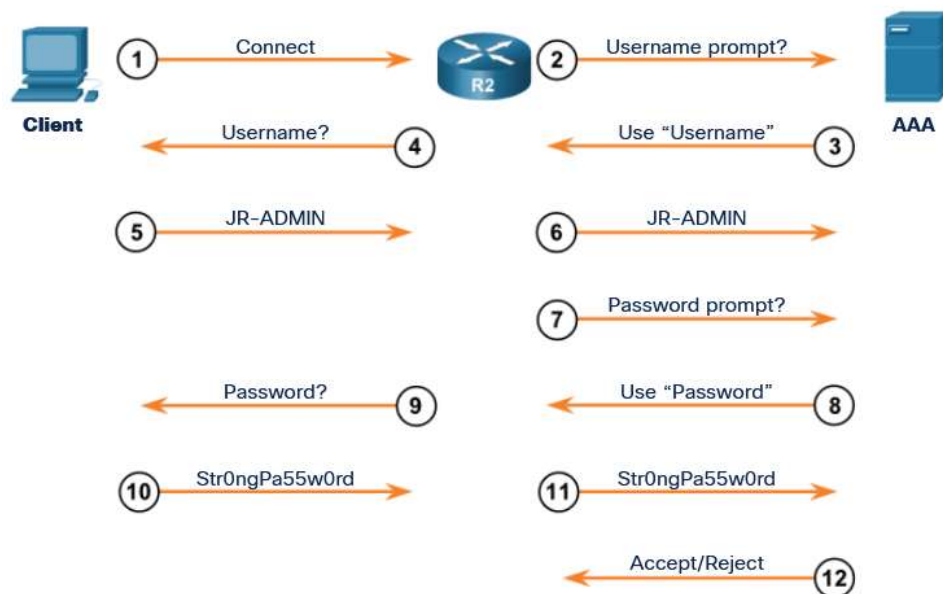 1 Connect
R2
2 Username prompt?
Client
AAA
Username? 4
Use “Username” 3
5 JR-ADMIN
6 JR-ADMIN
7 Password prompt?
Password? 9
Use “Password” 8
10 Str0ngPa55w0rd
11 Str0ngPa55w0rd
Accept/Reject 12